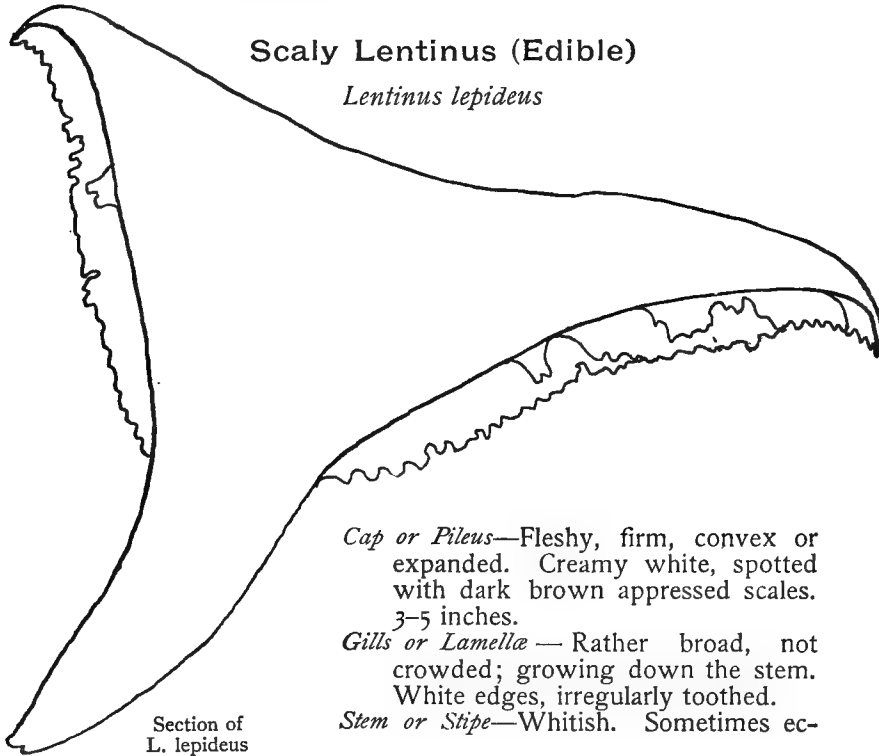 Scaly Lentinus (Edible)
Lentinus lepideus
Cap or Pileus—Fleshy, firm, convex or
expanded. Creamy white, spotted
with dark brown appressed scales.
3–5 inches.
Gills or Lamellæ — Rather broad, not
crowded; growing down the stem.
White edges, irregularly toothed.
Stem or Stipe—Whitish. Sometimes ec-
Section of
L. lepideus